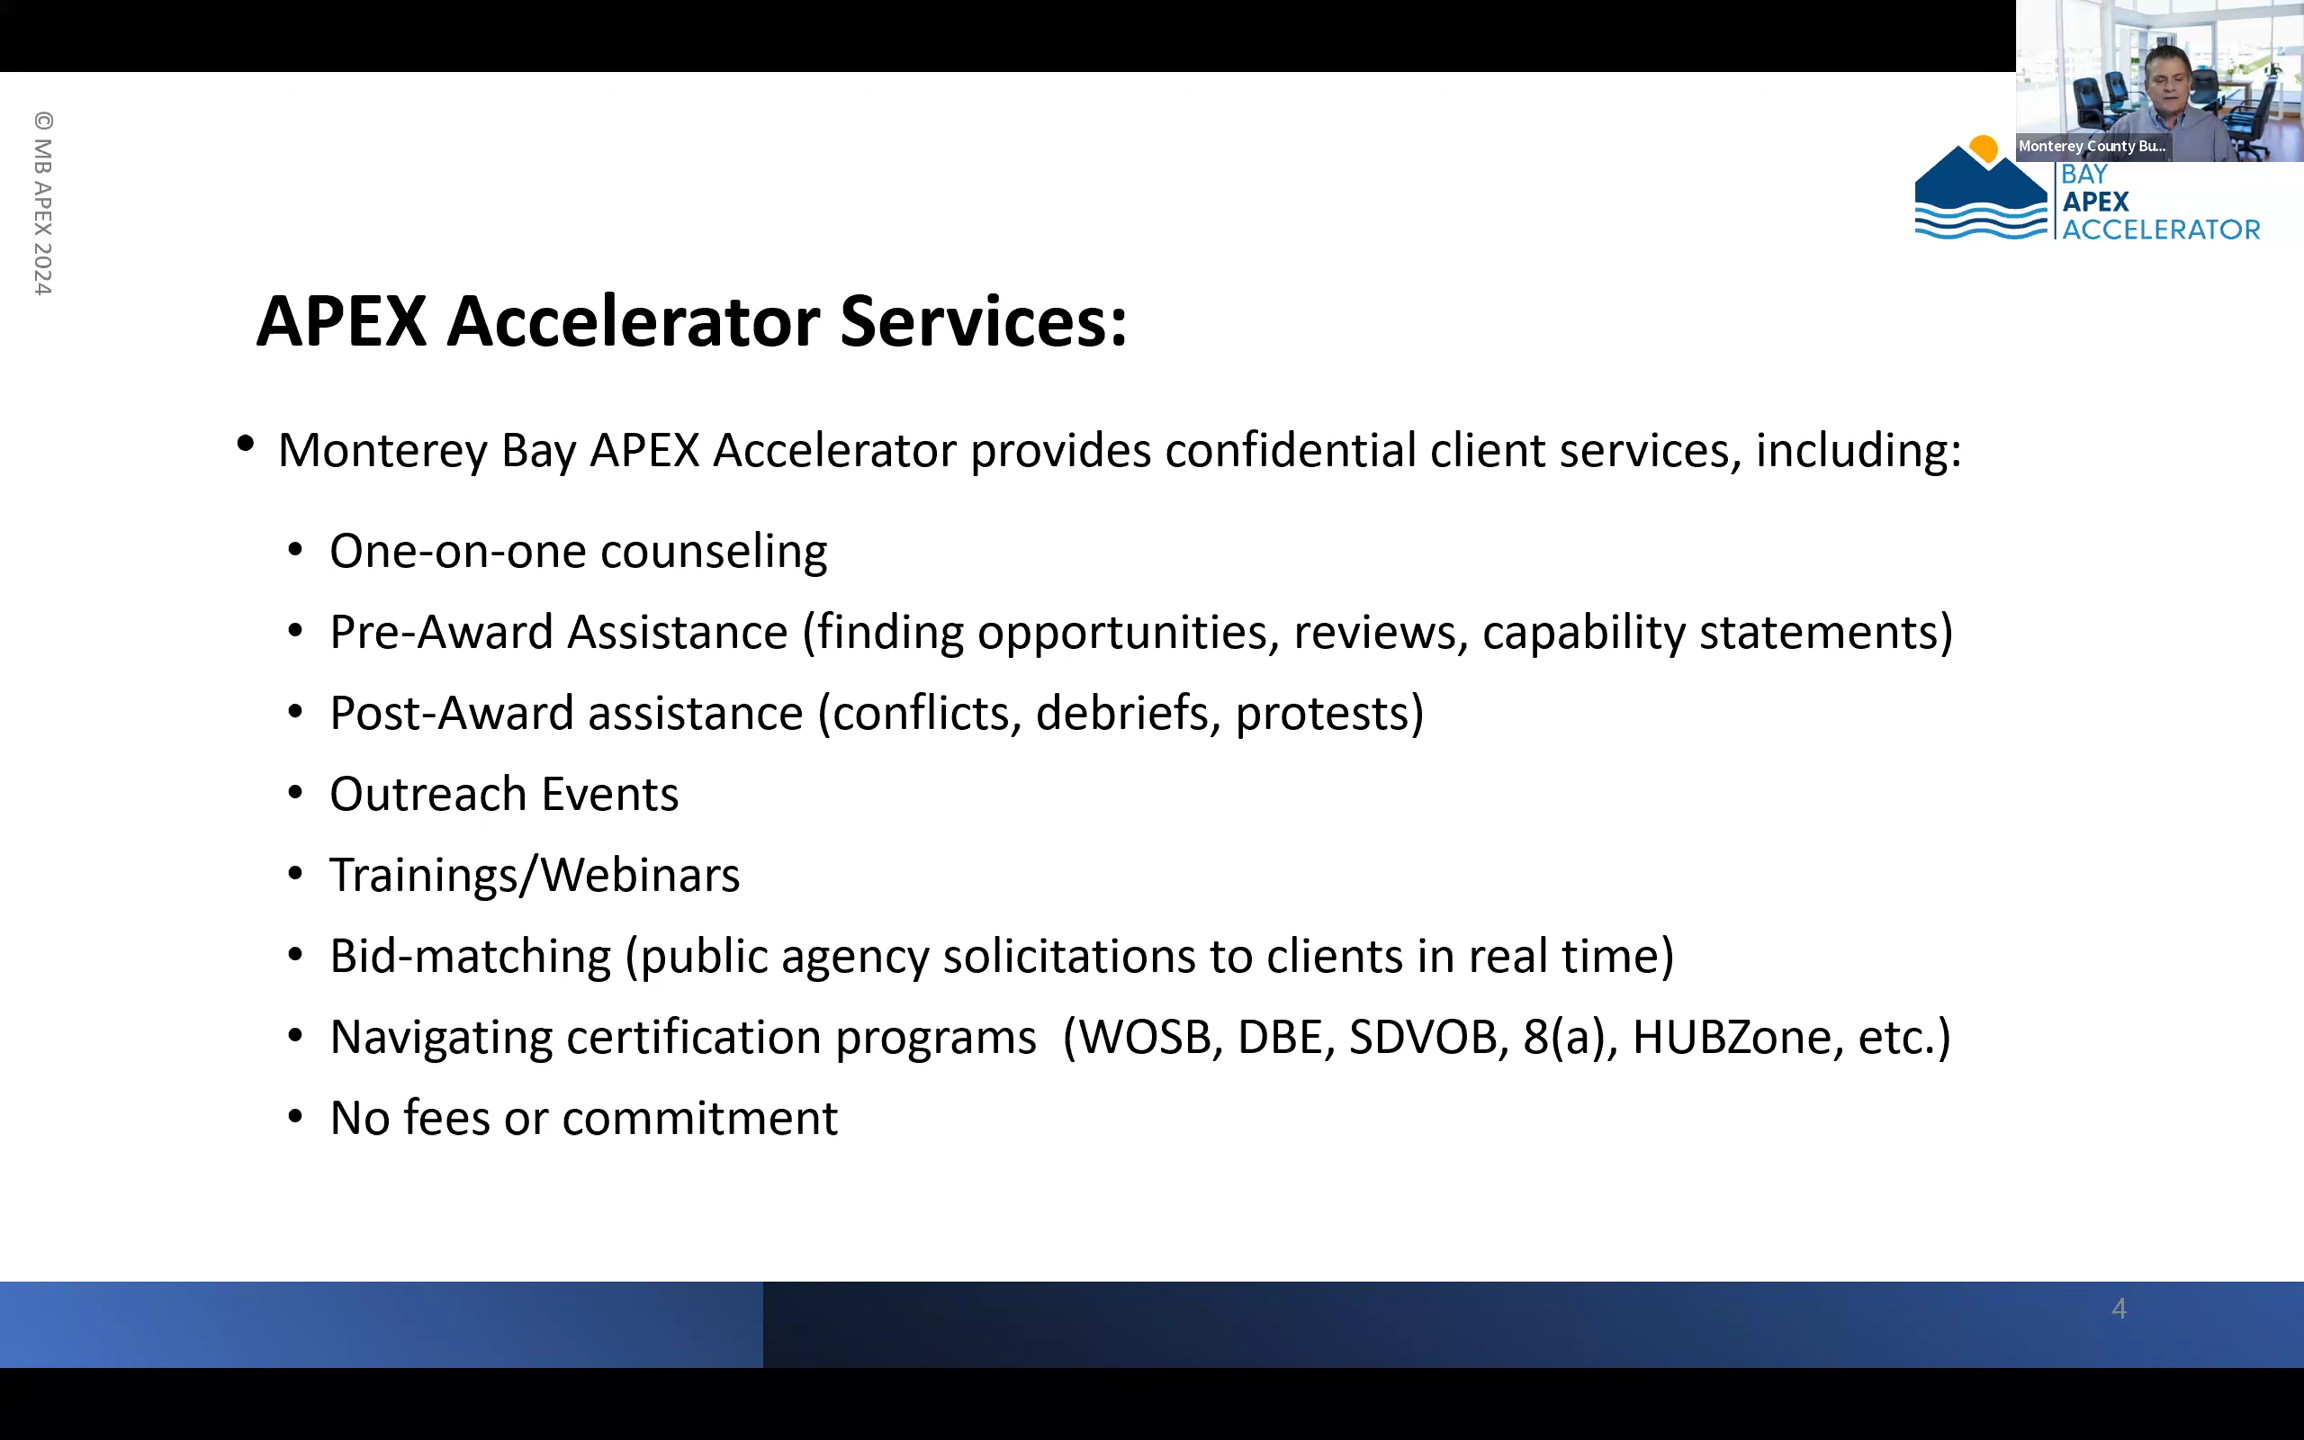 © MB APEX 2024
Monterey County Bu...
BAY
APEX
ACCELERATOR
APEX Accelerator Services:
• Monterey Bay APEX Accelerator provides confidential client services, including:
• One-on-one counseling
• Pre-Award Assistance (finding opportunities, reviews, capability statements)
• Post-Award assistance (conflicts, debriefs, protests)
• Outreach Events
• Trainings/Webinars
• Bid-matching (public agency solicitations to clients in real time)
• Navigating certification programs  (WOSB, DBE, SDVOB, 8(a), HUBZone, etc.)
• No fees or commitment
4